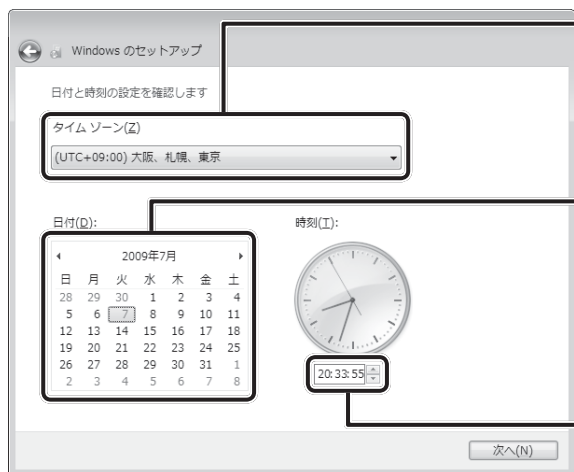 Windows のセットアップ
日付と時刻の設定を確認します
タイム ゾーン(Z)
(UTC+09:00) 大阪、札幌、東京
日付(D):
時刻(T):
2009年7月
日 月 火 水 木 金 土
28 29 30 1 2 3 4
5 6 7 8 9 10 11
12 13 14 15 16 17 18
19 20 21 22 23 24 25
26 27 28 29 30 31 1
2 3 4 5 6 7 8
20:33:55
次へ(N)